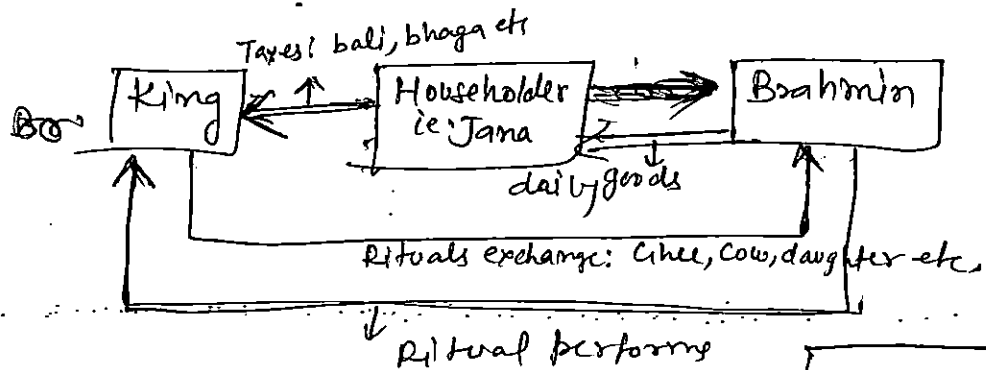 Taxes: bali, bhaga etc
King
Householder
ie: Jana
Brahmin
daily goods
Rituals exchange: Ghee, Cow, daughter etc.
Ritual performs